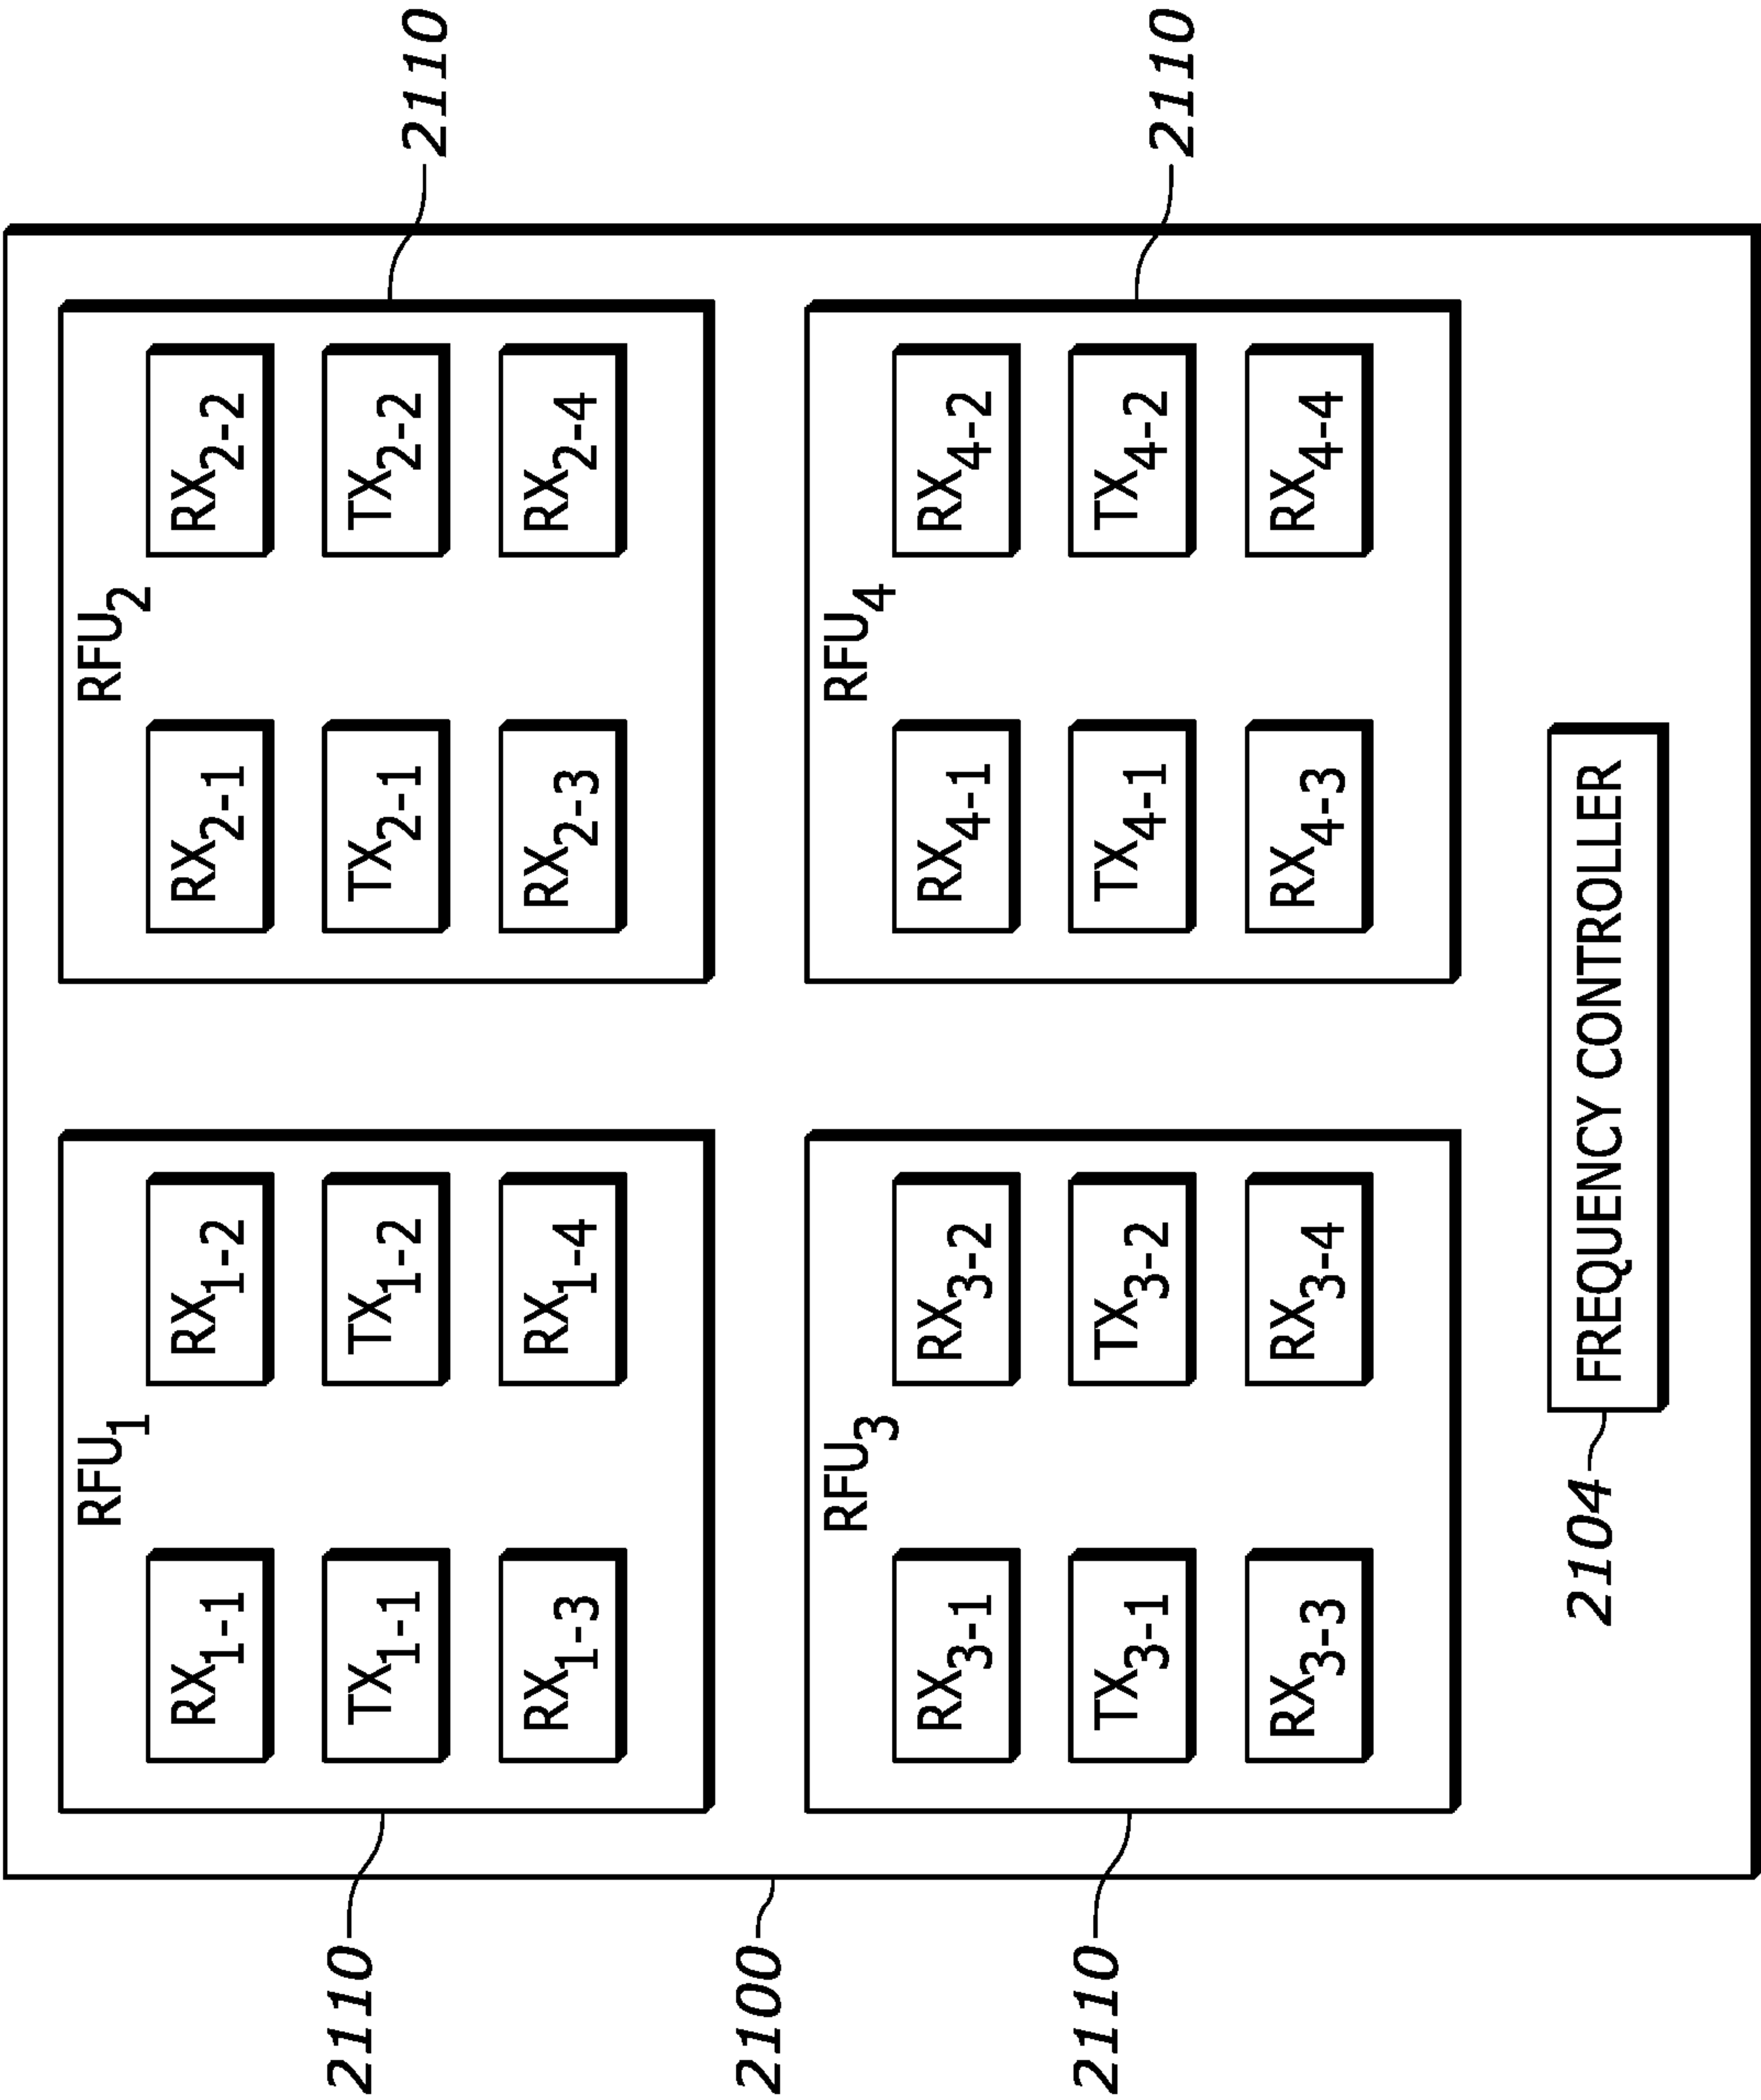 RFU1 RFU2
RX1-1 RX1-2 RX2-1 RX2-2
2110 TX1-1 TX1-2 TX2-1 TX2-2 2110
RX1-3 RX1-4 RX2-3 RX2-4
2100
RFU3 RFU4
RX3-1 RX3-2 RX4-1 RX4-2
2110 TX3-1 TX3-2 TX4-1 TX4-2 2110
RX3-3 RX3-4 RX4-3 RX4-4
2104 FREQUENCY CONTROLLER